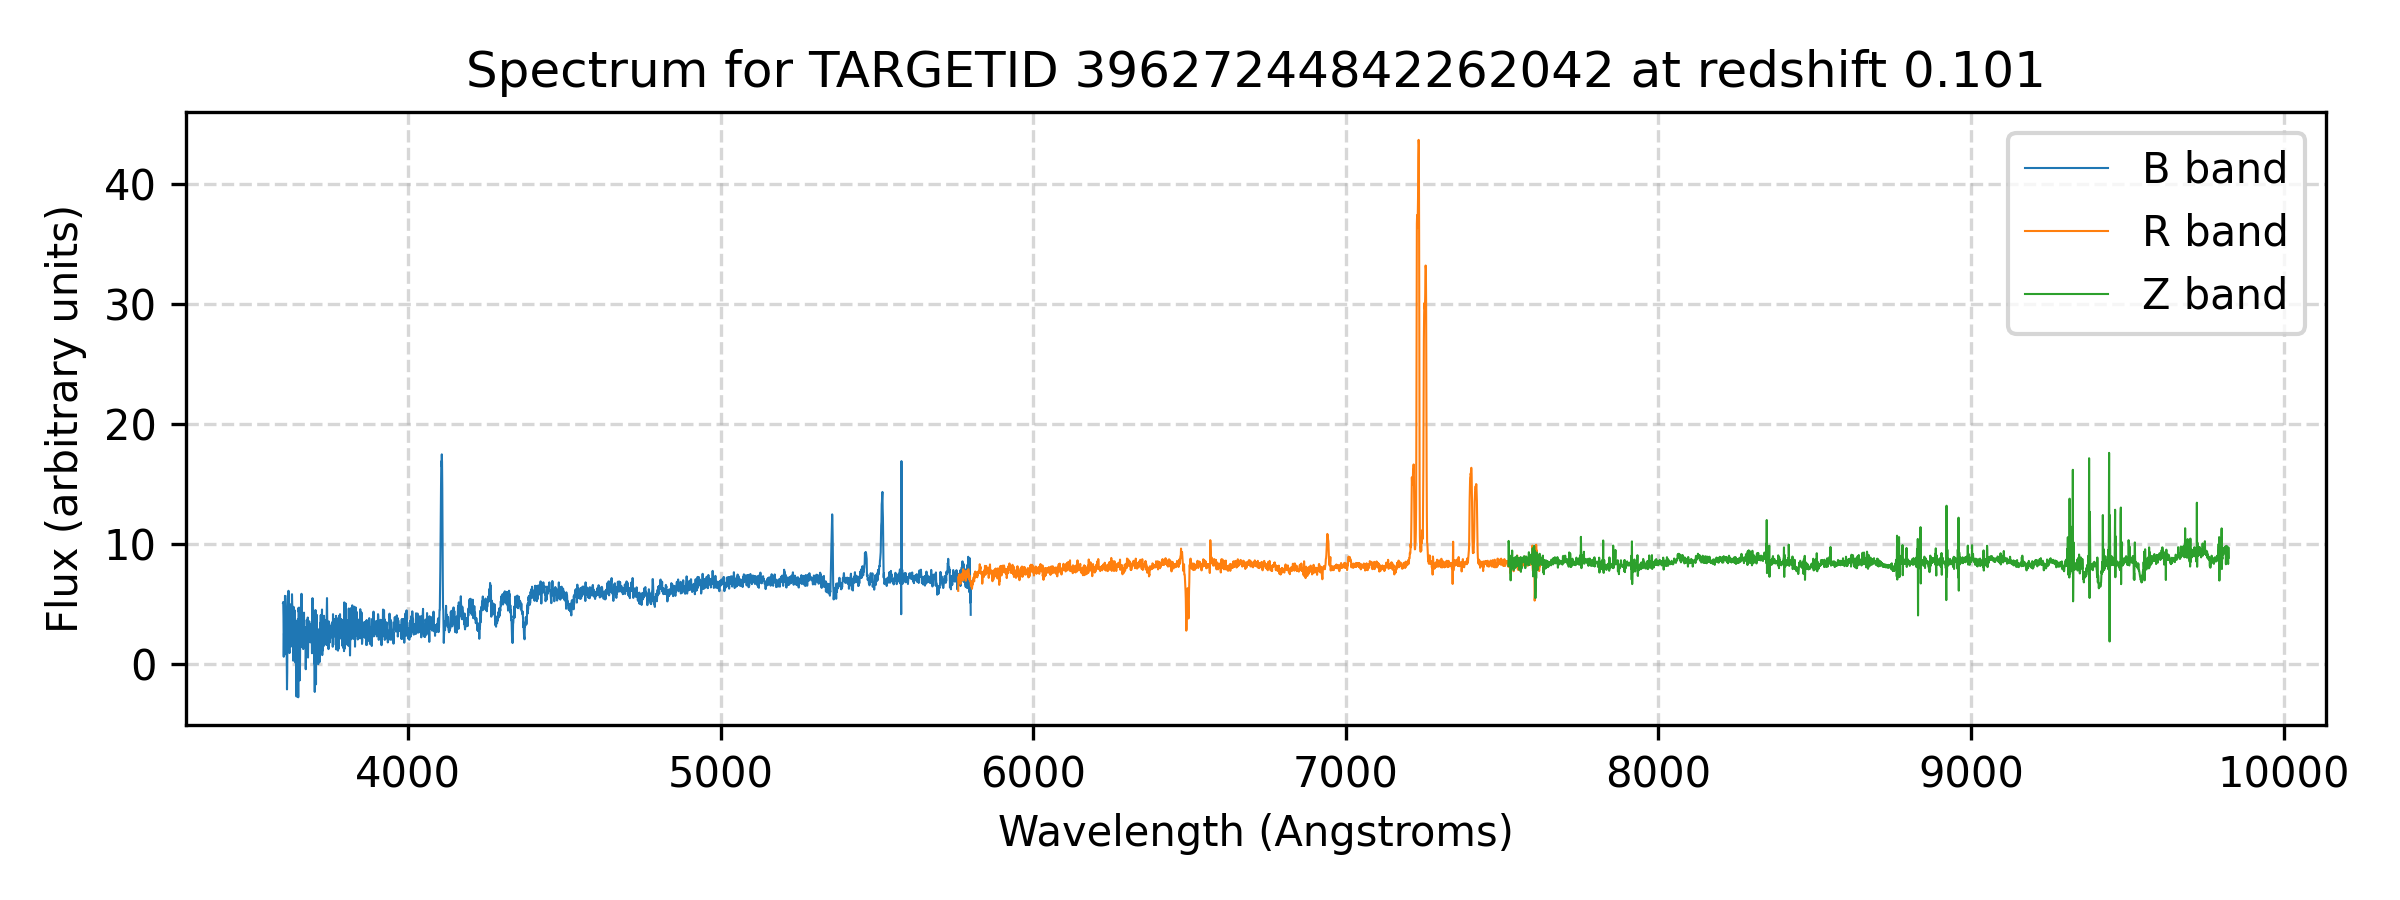 Spectrum for TARGETID 39627244842262042 at redshift 0.101
Flux (arbitrary units)
40
30
20
10
0
B band
R band
Z band
4000 5000 6000 7000 8000 9000 10000
Wavelength (Angstroms)